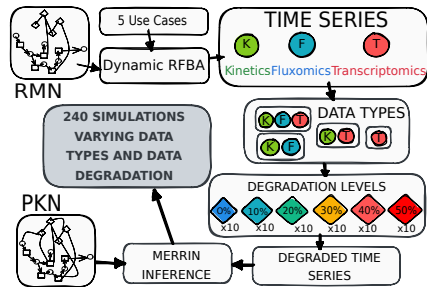 5 Use Cases
TIME SERIES
K F T
Dynamic RFBA
Kinetics Fluxomics Transcriptomics
RMN
240 SIMULATIONS
VARYING DATA
TYPES AND DATA
DEGRADATION
DATA TYPES
K F T
K T
T
K F
DEGRADATION LEVELS
0% 10% 20% 30% 40% 50%
x10 x10 x10 x10 x10 x10
PKN
MERRIN
INFERENCE
DEGRADED TIME
SERIES